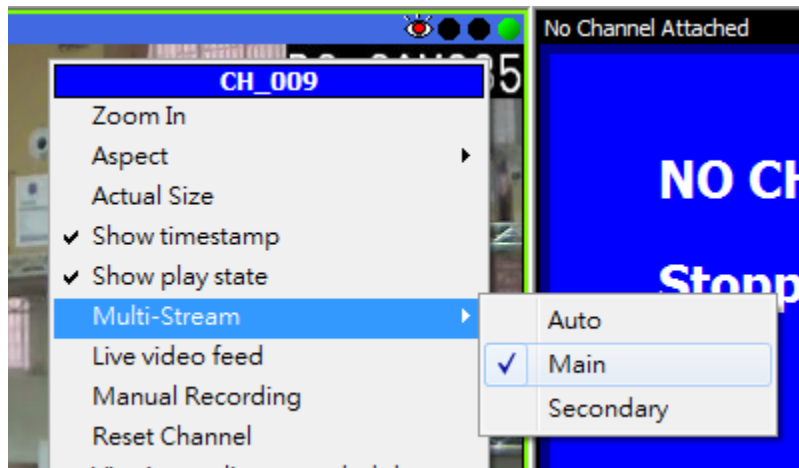 No Channel Attached
CH_009
Zoom In
Aspect
Actual Size
Show timestamp
Show play state
Multi-Stream
Live video feed
Manual Recording
Reset Channel
Auto
Main
Secondary
NO
Stopp